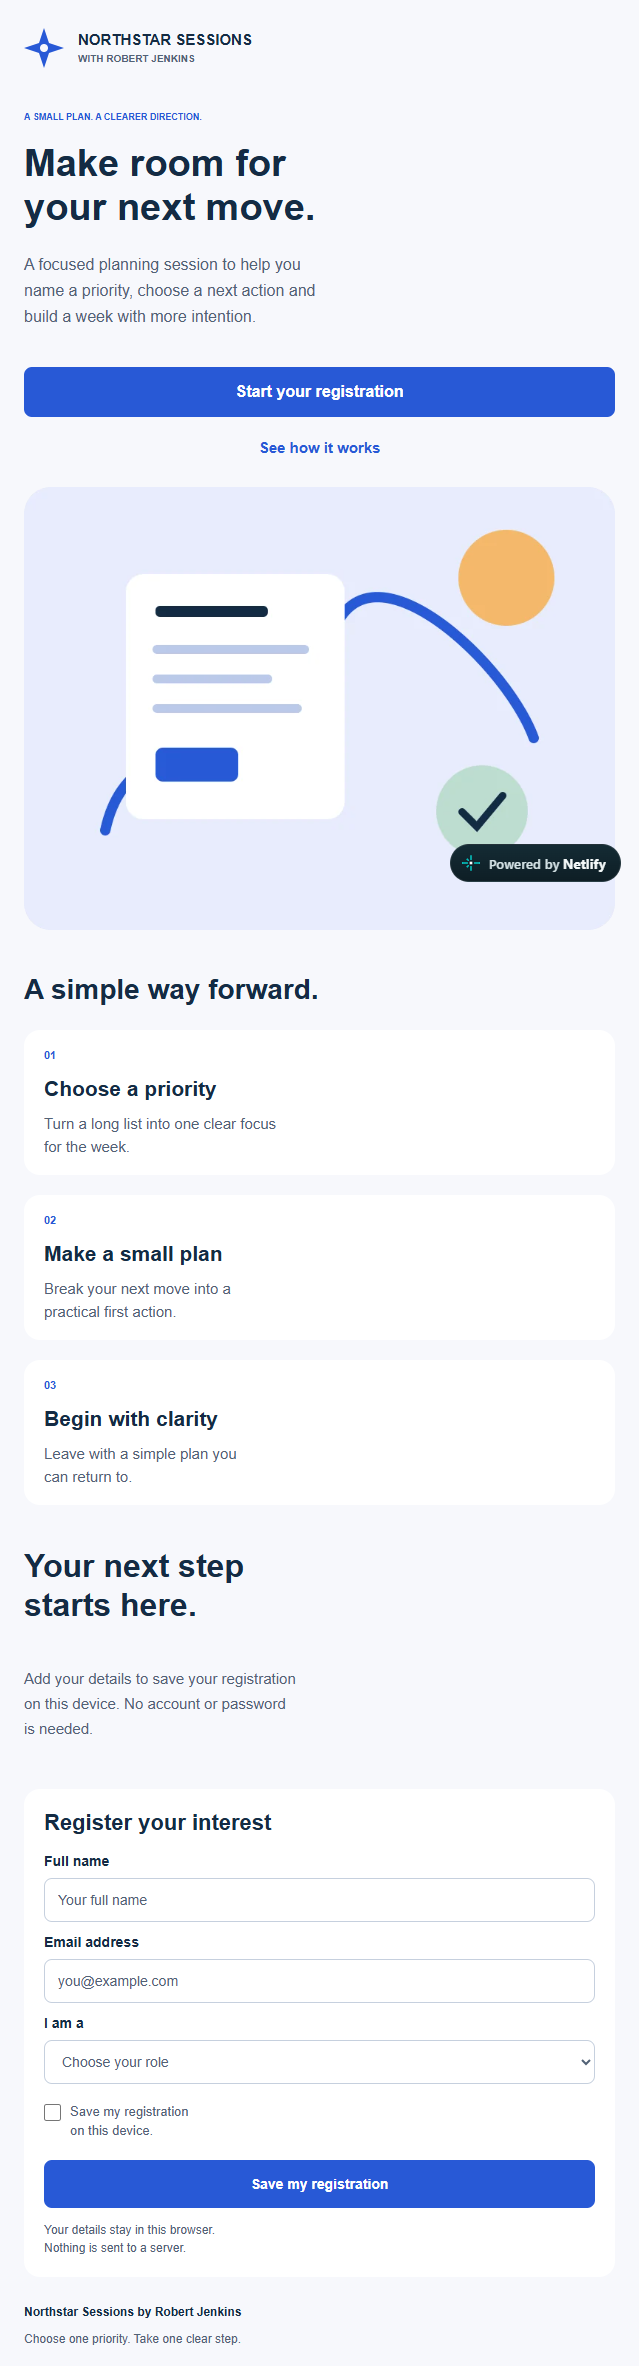 NORTHSTAR SESSIONS
WITH ROBERT JENKINS
A SMALL PLAN. A CLEARER DIRECTION.
Make room for
your next move.
A focused planning session to help you
name a priority, choose a next action and
build a week with more intention.
Start your registration
See how it works
Powered by Netlify
A simple way forward.
01
Choose a priority
Turn a long list into one clear focus
for the week.
02
Make a small plan
Break your next move into a
practical first action.
03
Begin with clarity
Leave with a simple plan you
can return to.
Your next step
starts here.
Add your details to save your registration
on this device. No account or password
is needed.
Register your interest
Full name
Your full name
Email address
you@example.com
I am a
Choose your role
Save my registration
on this device.
Save my registration
Your details stay in this browser.
Nothing is sent to a server.
Northstar Sessions by Robert Jenkins
Choose one priority. Take one clear step.